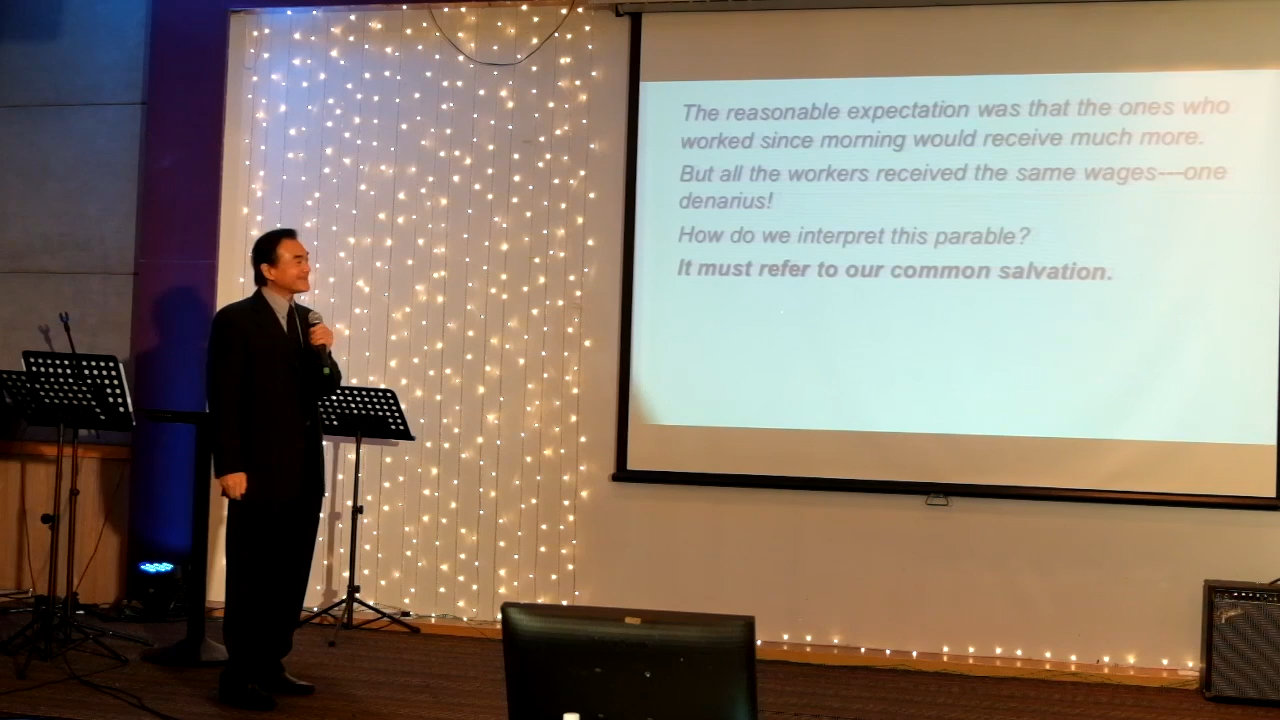 The reasonable expectation was that the ones who
worked since morning would receive much more.
But all the workers received the same wages---one
denarius!
How do we interpret this parable?
It must refer to our common salvation.